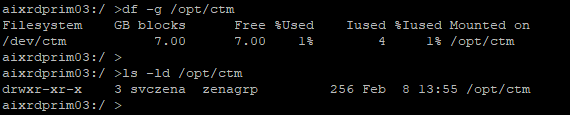 aixrdprim03:/ >df -g /opt/ctm
Filesystem    GB blocks      Free %Used    Iused %Iused Mounted on
/dev/ctm           7.00      7.00    1%        4     1% /opt/ctm
aixrdprim03:/ >
aixrdprim03:/ >ls -ld /opt/ctm
drwxr-xr-x    3 svczena  zenagrp         256 Feb  8 13:55 /opt/ctm
aixrdprim03:/ >